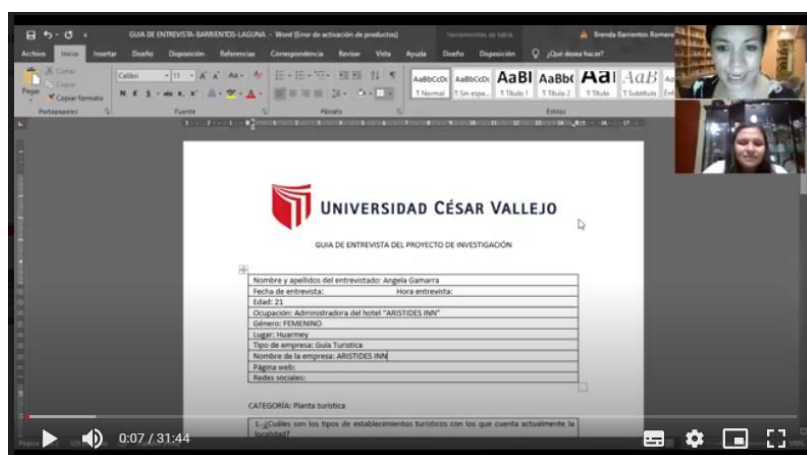 GUIA DE ENTREVISTA-BARRIENTOS-LAGUNA - Word (Error de activación de productos)
Herramientas de tabla
Brenda Barrientos Romero
Archivo Inicio Insertar Diseño Disposición Referencias Correspondencia Revisar Vista Ayuda Diseño Disposición ¿Qué desea hacer?
Pegar
Cortar
Copiar
Copiar formato
Calibri 11
N K S
AaBbCcDc AaBbCcDc AaBI AaBb( AaI AaB
Normal Sin espa... Título 1 Título 2 Título Subtítulo
Portapapeles Fuente Párrafo Estilos
UNIVERSIDAD CÉSAR VALLEJO
GUIA DE ENTREVISTA DEL PROYECTO DE INVESTIGACIÓN
Nombre y apellidos del entrevistado: Angela Gamarra
Fecha de entrevista: Hora entrevista:
Edad: 21
Ocupación: Administradora del hotel "ARISTIDES INN"
Género: FEMENINO
Lugar: Huarmey
Tipo de empresa: Guía Turística
Nombre de la empresa: ARISTIDES INN
Página web:
Redes sociales:
CATEGORÍA: Planta turística
1.-¿Cuáles son los tipos de establecimientos turísticos con los que cuenta actualmente la
localidad?
0:07 / 31:44